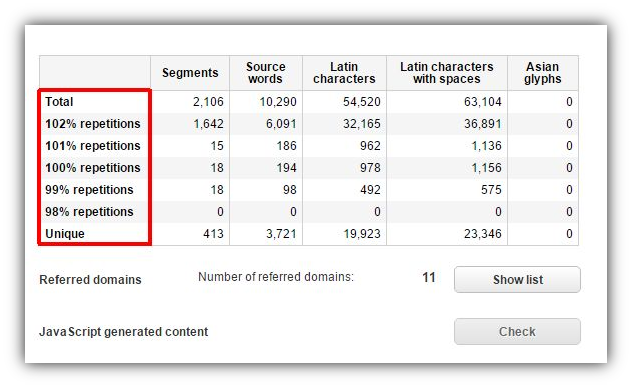 Segments Source words Latin characters Latin characters with spaces Asian glyphs
Total 2,106 10,290 54,520 63,104 0
102% repetitions 1,642 6,091 32,165 36,891 0
101% repetitions 15 186 962 1,136 0
100% repetitions 18 194 978 1,156 0
99% repetitions 18 98 492 575 0
98% repetitions 0 0 0 0 0
Unique 413 3,721 19,923 23,346 0
Referred domains Number of referred domains: 11 Show list
JavaScript generated content Check